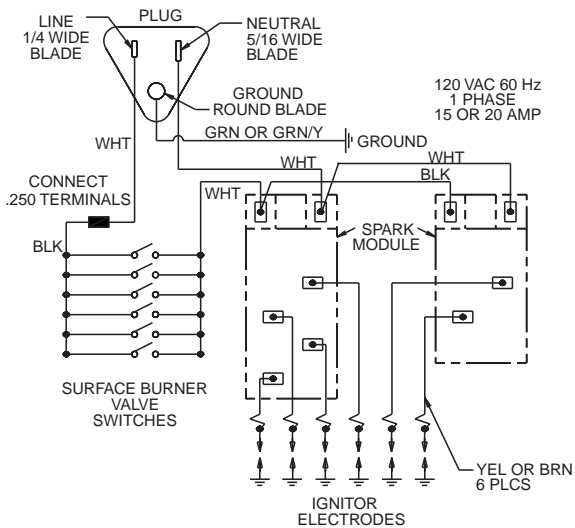 PLUG
LINE
1/4 WIDE
BLADE
NEUTRAL
5/16 WIDE
BLADE
GROUND
ROUND BLADE
120 VAC 60 Hz
1 PHASE
15 OR 20 AMP
GRN OR GRN/Y
GROUND
WHT
WHT
WHT
BLK
CONNECT
.250 TERMINALS
WHT
BLK
SPARK
MODULE
SURFACE BURNER
VALVE
SWITCHES
YEL OR BRN
6 PLCS
IGNITOR
ELECTRODES